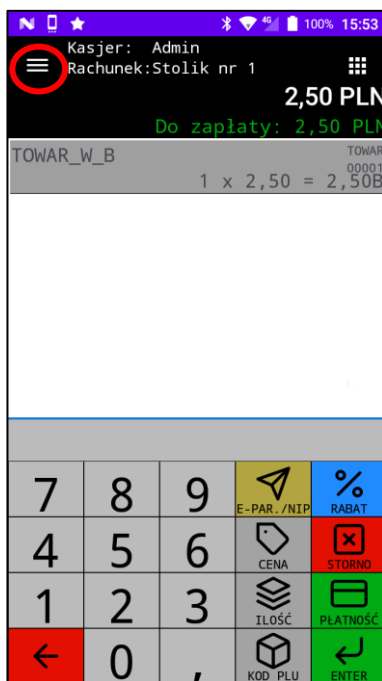 N 4G 100% 15:53
Kasjer: Admin
Rachunek:Stolik nr 1
2,50 PLN
Do zapłaty: 2,50 PLN
TOWAR_W_B TOWAR
00001
1 x 2,50 = 2,50B
7 8 9 E-PAR./NIP % RABAT
4 5 6 CENA STORNO
1 2 3 ILOŚĆ PŁATNOŚĆ
0 , KOD PLU ENTER